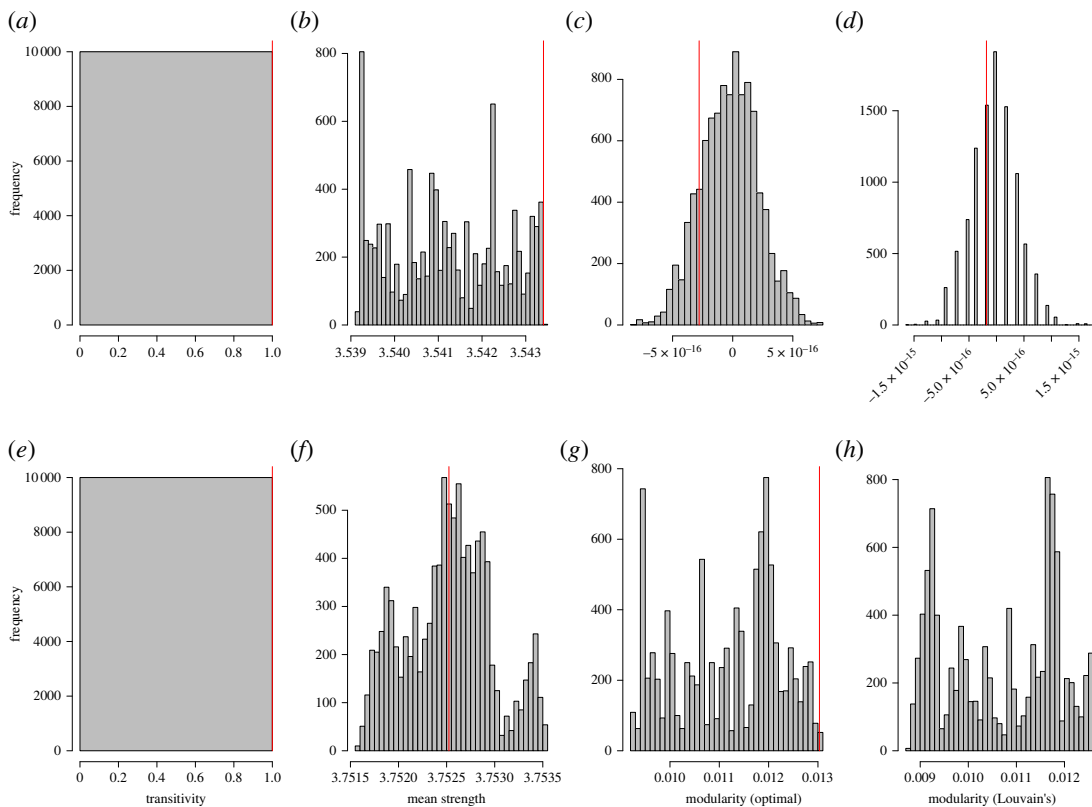 (a)
(b)
(c)
(d)
frequency
10 000
8000
6000
4000
2000
0
0 0.2 0.4 0.6 0.8 1.0
800
600
400
200
0
3.539 3.540 3.541 3.542 3.543
800
600
400
200
0
−5 × 10⁻¹⁶ 0 5 × 10⁻¹⁶
1500
1000
500
0
−1.5 × 10⁻¹⁵ −5.0 × 10⁻¹⁶ 5.0 × 10⁻¹⁶ 1.5 × 10⁻¹⁵
(e)
(f)
(g)
(h)
frequency
10 000
8000
6000
4000
2000
0
0 0.2 0.4 0.6 0.8 1.0
transitivity
500
400
300
200
100
0
3.7515 3.7520 3.7525 3.7530 3.7535
mean strength
800
600
400
200
0
0.010 0.011 0.012 0.013
modularity (optimal)
800
600
400
200
0
0.009 0.010 0.011 0.012
modularity (Louvain's)